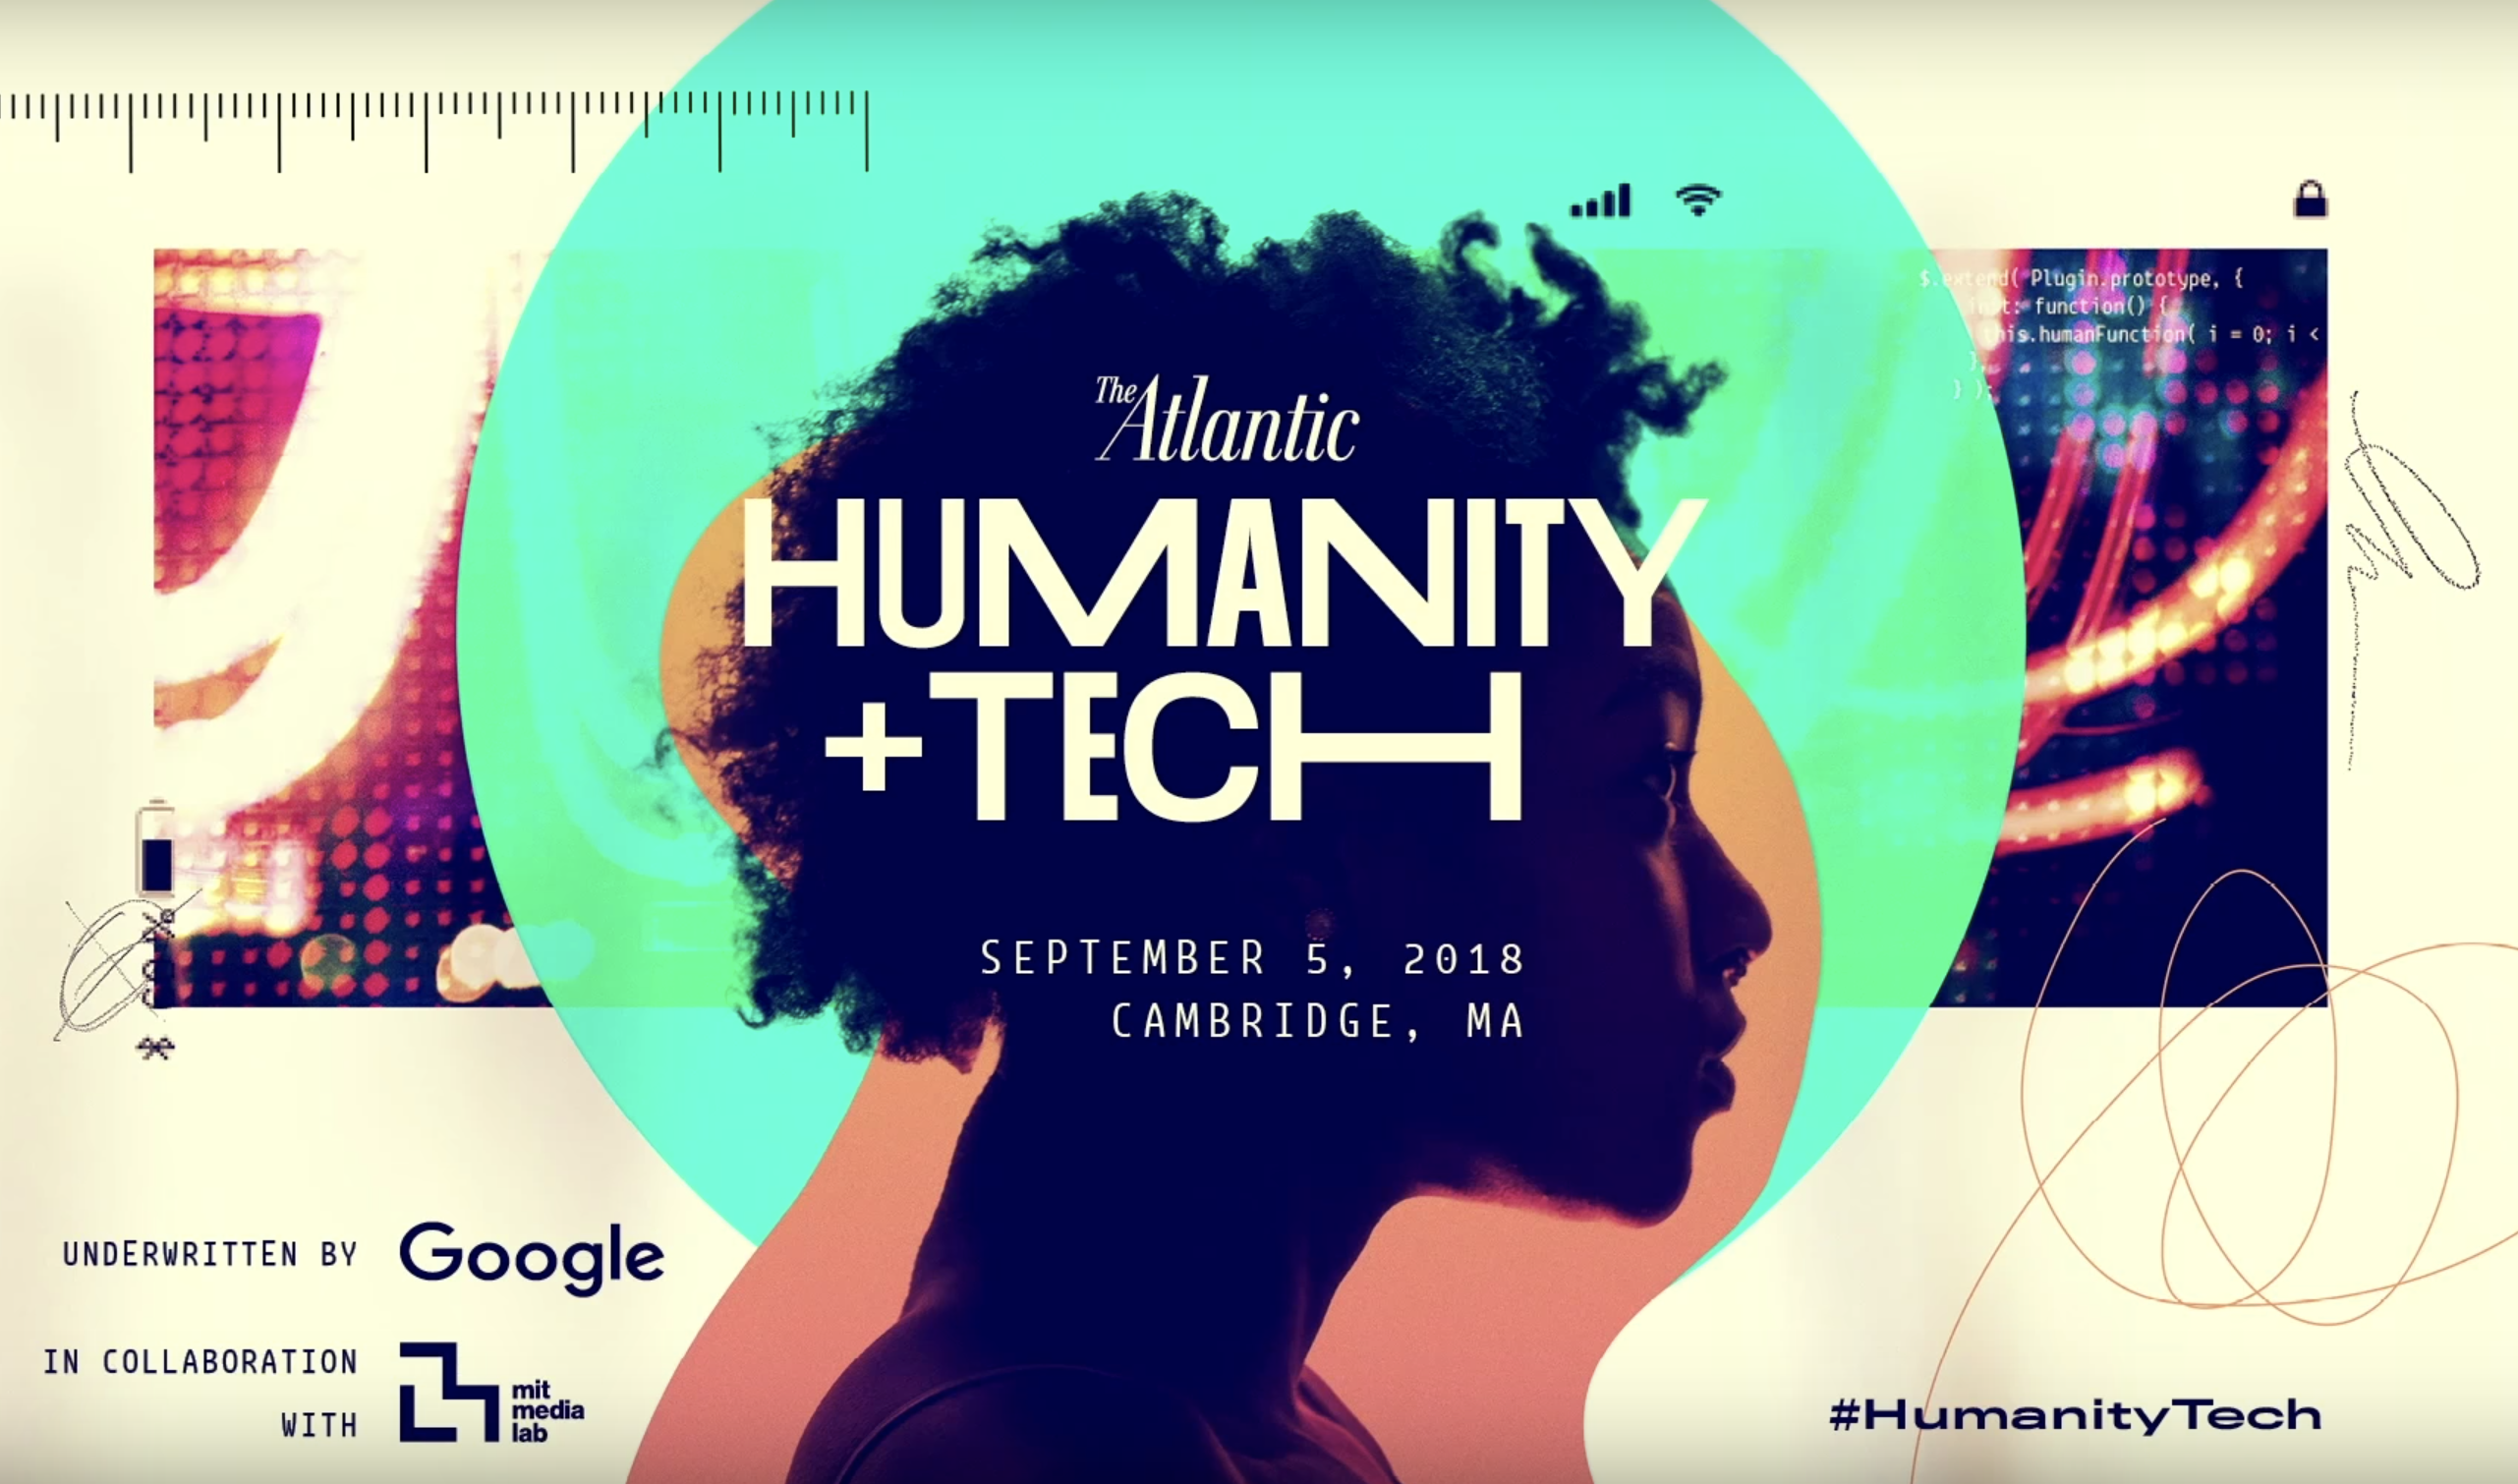 $.extend( Plugin.prototype, {
init: function() {
this.humanFunction( i = 0; i <
},
} );
The Atlantic
HUMANITY
+TECH
SEPTEMBER 5, 2018
CAMBRIDGE, MA
UNDERWRITTEN BY Google
IN COLLABORATION
WITH
mit
media
lab
#HumanityTech